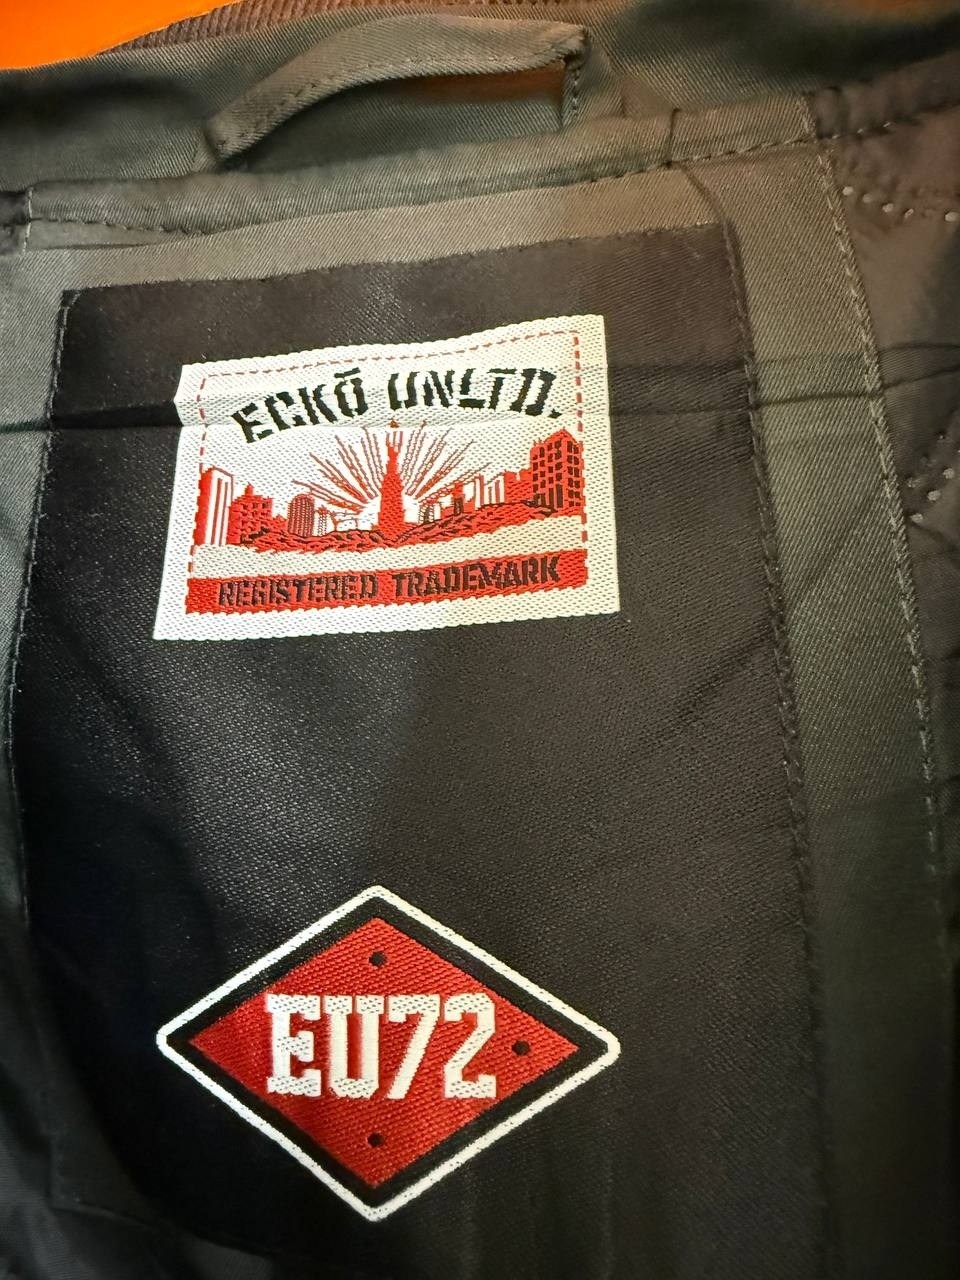 ECKŌ UNLTD.
REGISTERED TRADEMARK
EU72